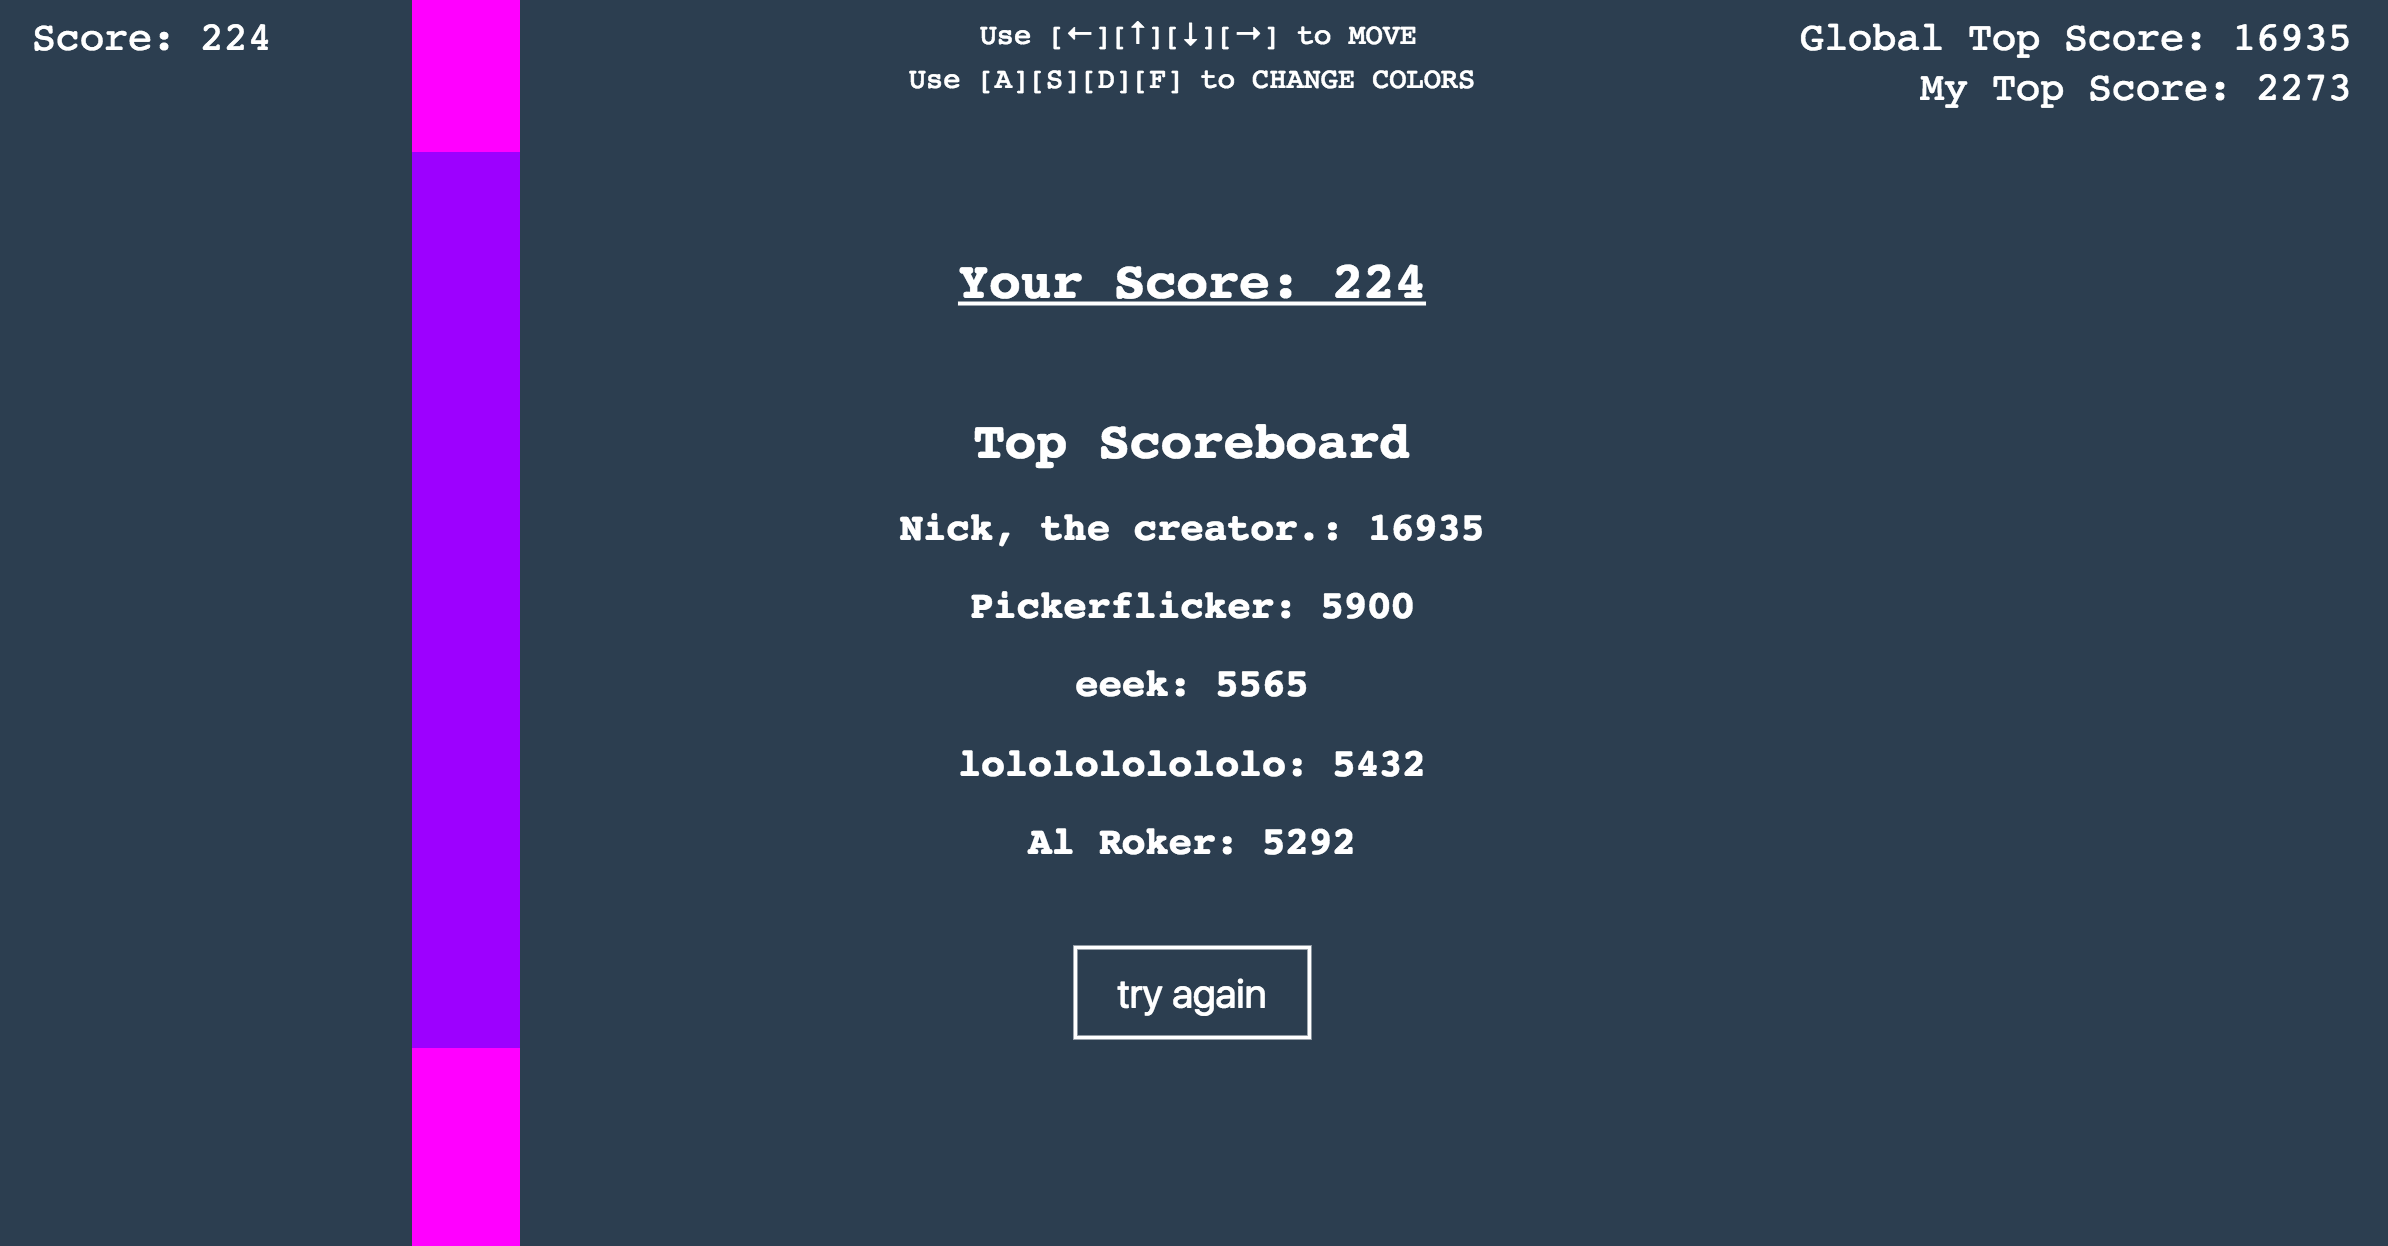 Score: 224
Use [←][↑][↓][→] to MOVE
Use [A][S][D][F] to CHANGE COLORS
Global Top Score: 16935
My Top Score: 2273
Your Score: 224
Top Scoreboard
Nick, the creator.: 16935
Pickerflicker: 5900
eeek: 5565
lolololololololo: 5432
Al Roker: 5292
try again